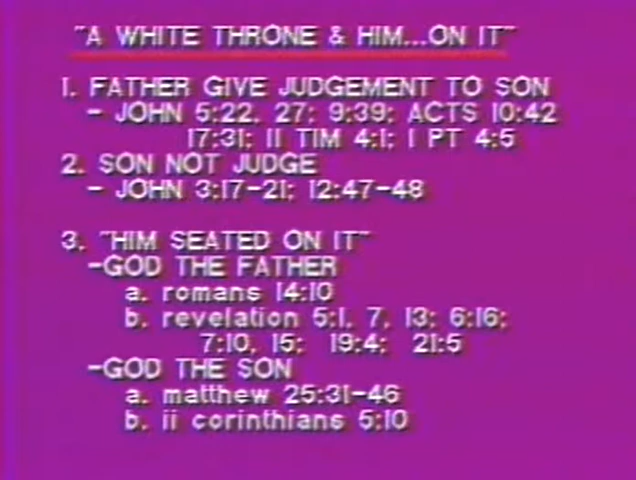 "A WHITE THRONE & HIM...ON IT"
1. FATHER GIVE JUDGEMENT TO SON
- JOHN 5:22, 27; 9:39; ACTS 10:42
17:31; II TIM 4:1; I PT 4:5
2. SON NOT JUDGE
- JOHN 3:17-21; 12:47-48
3. "HIM SEATED ON IT"
-GOD THE FATHER
a. romans 14:10
b. revelation 5:1, 7, 13; 6:16;
7:10, 15; 19:4; 21:5
-GOD THE SON
a. matthew 25:31-46
b. ii corinthians 5:10